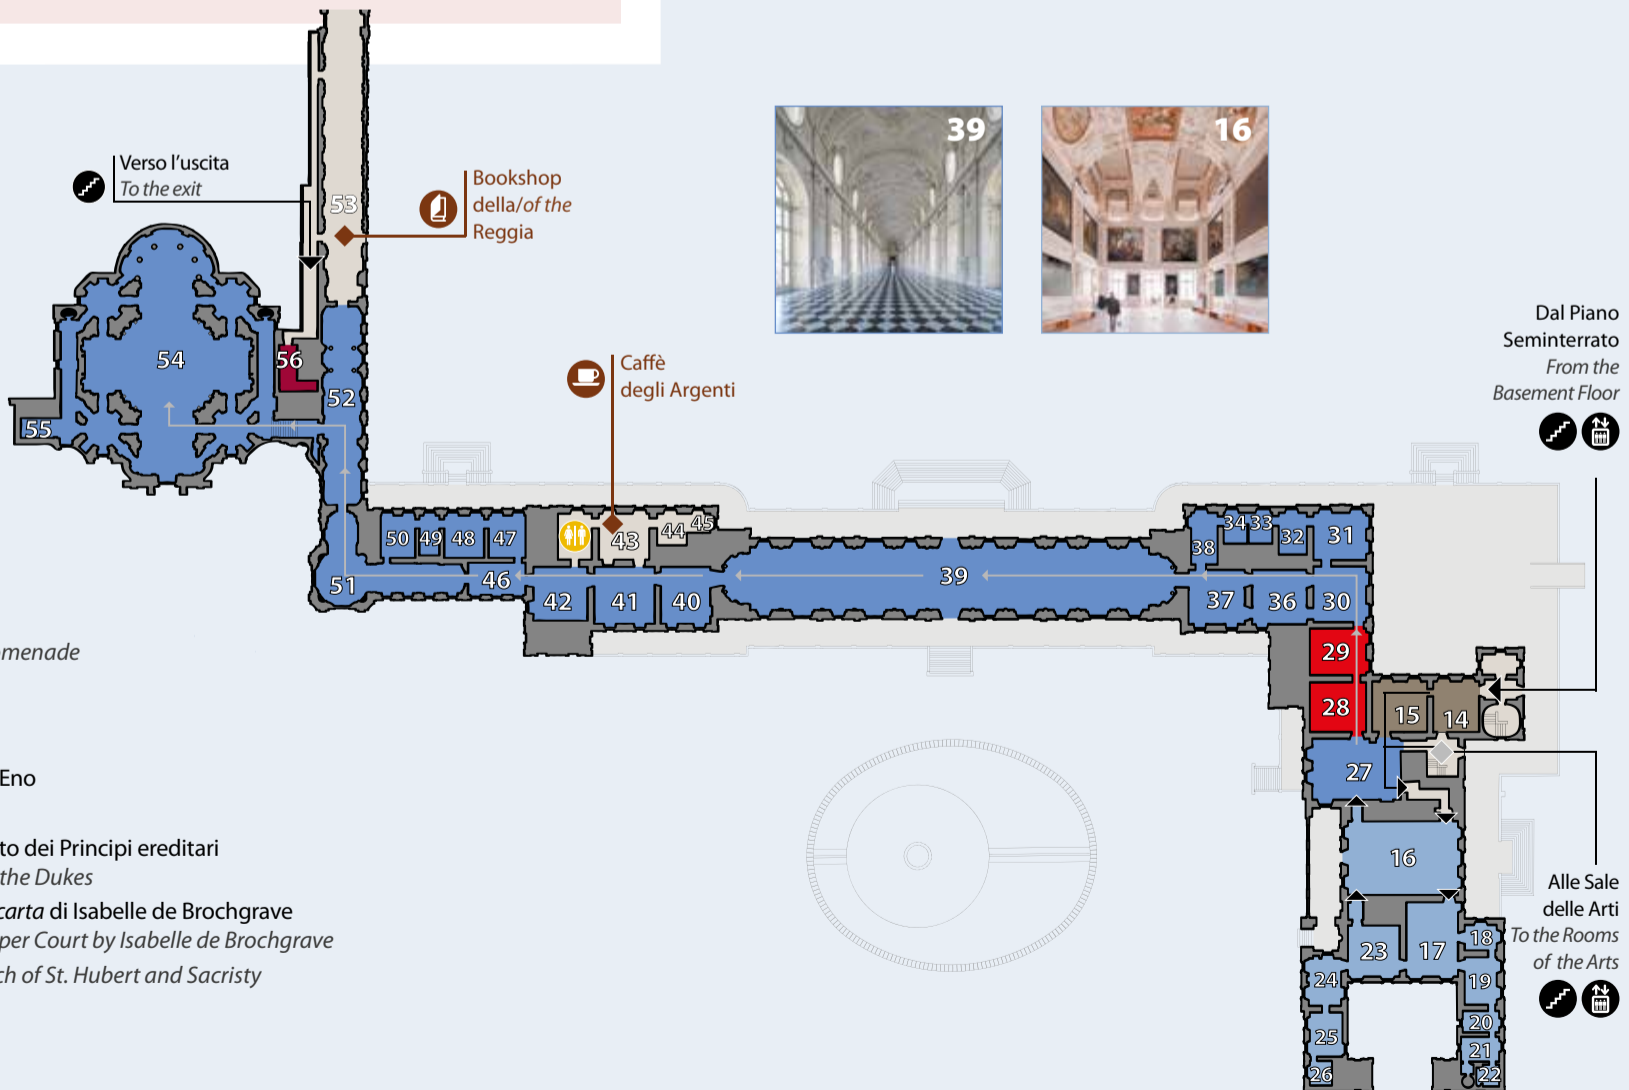 39
16
Verso l'uscita
To the exit
53
Bookshop
della/of the
Reggia
Caffè
degli Argenti
Dal Piano
Seminterrato
From the
Basement Floor
54
56
52
55
50
49
48
47
43
44
45
51
46
42
41
40
39
38
34
33
32
31
37
36
30
29
28
15
14
27
16
23
17
18
24
19
25
20
21
26
22
Alle Sale
delle Arti
To the Rooms
of the Arts
menade
Eno
to dei Principi ereditari
the Dukes
carta di Isabelle de Brochgrave
per Court by Isabelle de Brochgrave
ch of St. Hubert and Sacristy